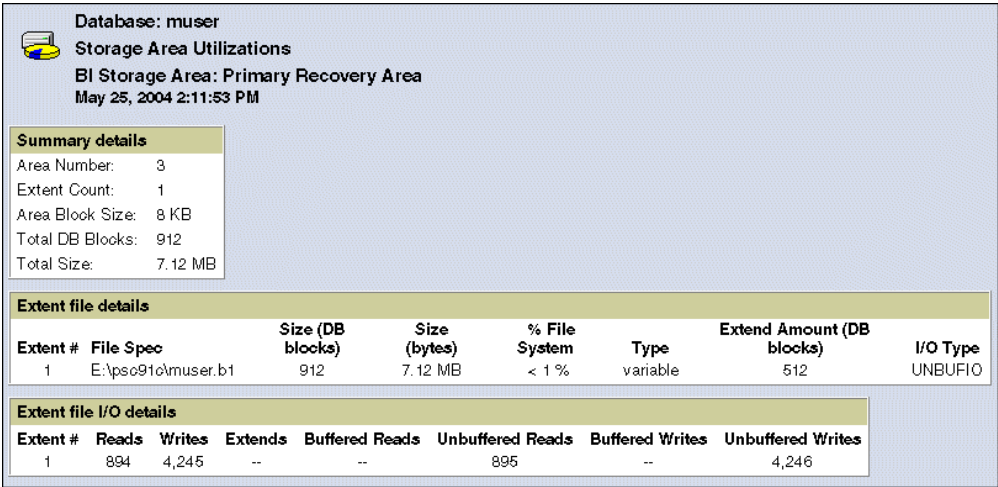 Database: muser
Storage Area Utilizations
BI Storage Area: Primary Recovery Area
May 25, 2004 2:11:53 PM
Summary details
Area Number: 3
Extent Count: 1
Area Block Size: 8 KB
Total DB Blocks: 912
Total Size: 7.12 MB
Extent file details
Extent # File Spec Size (DB blocks) Size (bytes) % File System Type Extend Amount (DB blocks) I/O Type
1 E:\psc91c\muser.b1 912 7.12 MB < 1 % variable 512 UNBUFIO
Extent file I/O details
Extent # Reads Writes Extends Buffered Reads Unbuffered Reads Buffered Writes Unbuffered Writes
1 894 4,245 -- -- 895 -- 4,246